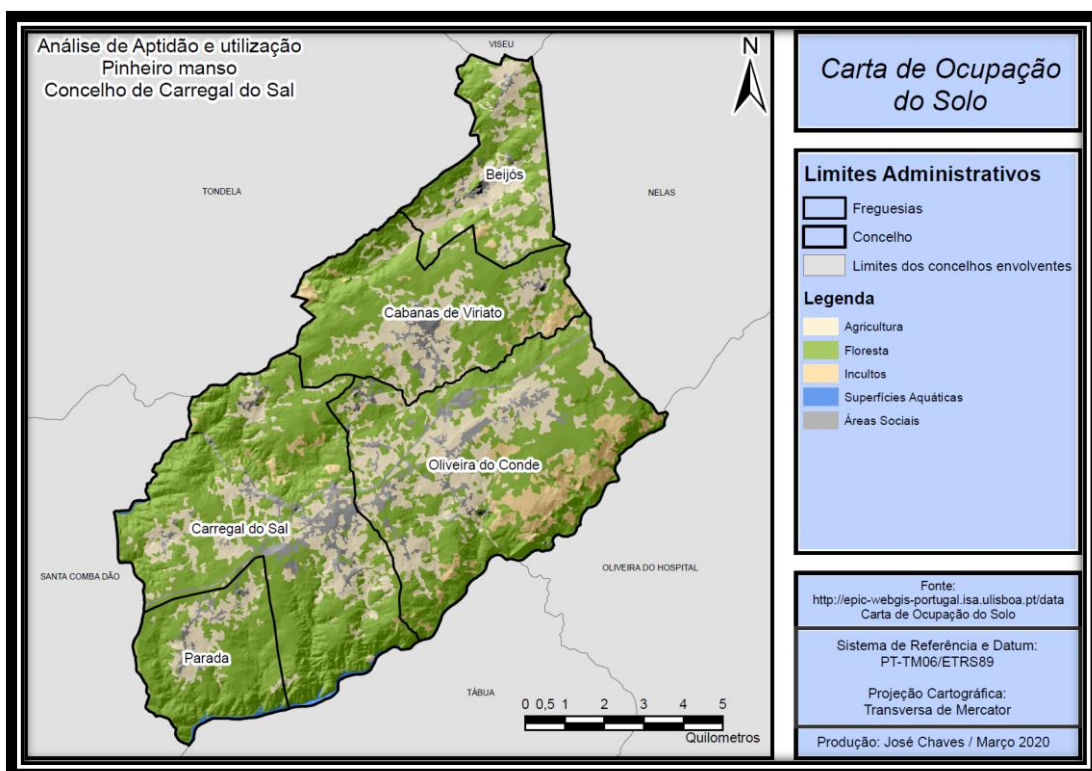 Análise de Aptidão e utilização
Pinheiro manso
Concelho de Carregal do Sal
VISEU
N
TONDELA
Beijós
NELAS
Cabanas de Viriato
Oliveira do Conde
Carregal do Sal
SANTA COMBA DÃO
OLIVEIRA DO HOSPITAL
Parada
TÁBUA
0 0,5 1 2 3 4 5
Quilometros
Carta de Ocupação
do Solo
Limites Administrativos
Freguesias
Concelho
Limites dos concelhos envolventes
Legenda
Agricultura
Floresta
Incultos
Superfícies Aquáticas
Áreas Sociais
Fonte:
http://epic-webgis-portugal.isa.ulisboa.pt/data
Carta de Ocupação do Solo
Sistema de Referência e Datum:
PT-TM06/ETRS89
Projeção Cartográfica:
Transversa de Mercator
Produção: José Chaves / Março 2020